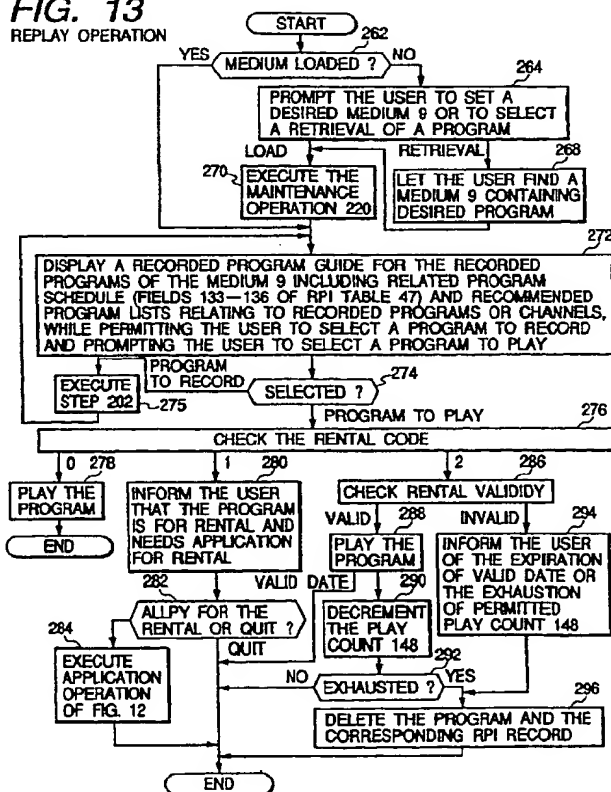 FIG. 13
REPLAY OPERATION
START
262
YES
MEDIUM LOADED ?
NO
264
PROMPT THE USER TO SET A
DESIRED MEDIUM 9 OR TO SELECT
A RETRIEVAL OF A PROGRAM
LOAD
RETRIEVAL
268
270
EXECUTE THE
MAINTENANCE
OPERATION 220
LET THE USER FIND A
MEDIUM 9 CONTAINING
DESIRED PROGRAM
272
DISPLAY A RECORDED PROGRAM GUIDE FOR THE RECORDED
PROGRAMS OF THE MEDIUM 9 INCLUDING RELATED PROGRAM
SCHEDULE (FIELDS 133—136 OF RPI TABLE 47) AND RECOMMENDED
PROGRAM LISTS RELATING TO RECORDED PROGRAMS OR CHANNELS,
WHILE PERMITTING THE USER TO SELECT A PROGRAM TO RECORD
AND PROMPTING THE USER TO SELECT A PROGRAM TO PLAY
PROGRAM
TO RECORD
274
SELECTED ?
EXECUTE
STEP 202
275
PROGRAM TO PLAY
276
CHECK THE RENTAL CODE
0
278
1
280
2
286
PLAY THE
PROGRAM
END
INFORM THE USER
THAT THE PROGRAM
IS FOR RENTAL AND
NEEDS APPLICATION
FOR RENTAL
CHECK RENTAL VALIDIDY
VALID
288
INVALID
294
PLAY THE
PROGRAM
INFORM THE USER
OF THE EXPIRATION
OF VALID DATE OR
THE EXHAUSTION
OF PERMITTED
PLAY COUNT 148
282
VALID DATE
290
ALLPY FOR THE
RENTAL OR QUIT ?
DECREMENT
THE PLAY
COUNT 148
284
QUIT
EXECUTE
APPLICATION
OPERATION
OF FIG. 12
292
NO
EXHAUSTED ?
YES
296
DELETE THE PROGRAM AND THE
CORRESPONDING RPI RECORD
END